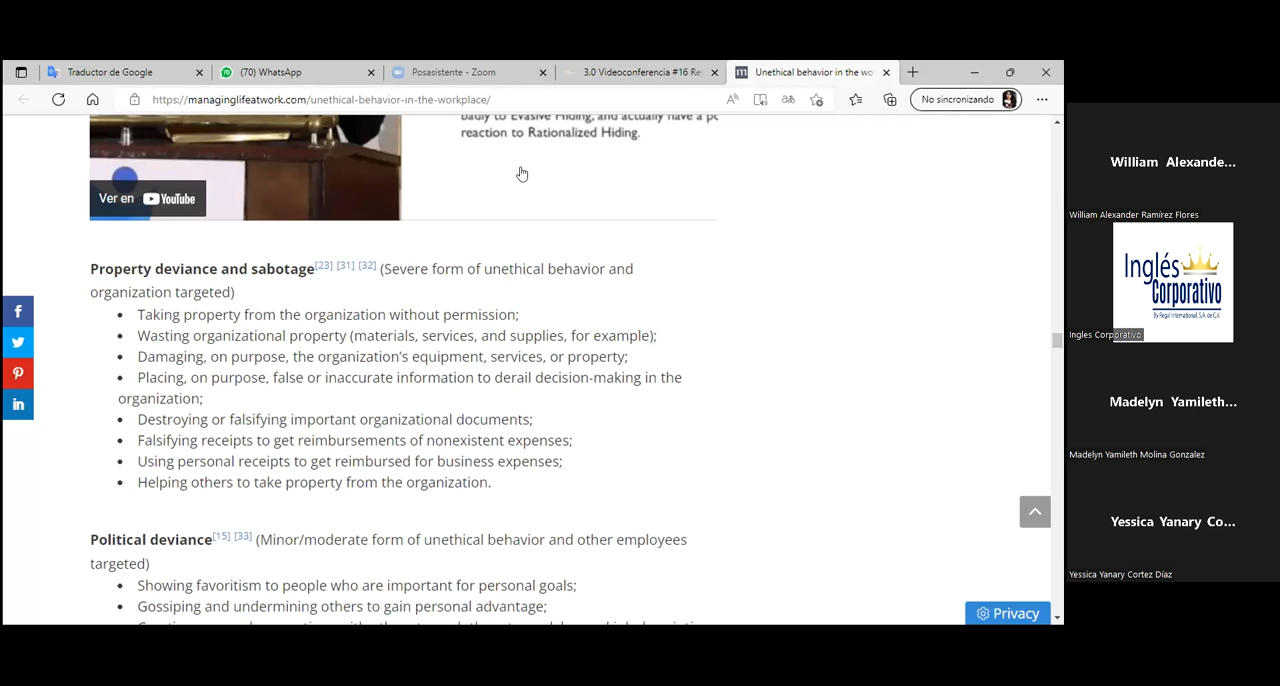 Traductor de Google
(70) WhatsApp
Posasistente - Zoom
3.0 Videoconferencia #16 Re
Unethical behavior in the wo
https://managinglifeatwork.com/unethical-behavior-in-the-workplace/
No sincronizando
badly to Evasive Hiding, and actually have a po
reaction to Rationalized Hiding.
Ver en YouTube
Property deviance and sabotage[23] [31] [32] (Severe form of unethical behavior and
organization targeted)
• Taking property from the organization without permission;
• Wasting organizational property (materials, services, and supplies, for example);
• Damaging, on purpose, the organization’s equipment, services, or property;
• Placing, on purpose, false or inaccurate information to derail decision-making in the
organization;
• Destroying or falsifying important organizational documents;
• Falsifying receipts to get reimbursements of nonexistent expenses;
• Using personal receipts to get reimbursed for business expenses;
• Helping others to take property from the organization.
Political deviance[15] [33] (Minor/moderate form of unethical behavior and other employees
targeted)
• Showing favoritism to people who are important for personal goals;
• Gossiping and undermining others to gain personal advantage;
Privacy
William Alexande...
William Alexander Ramírez Flores
Inglés
Corporativo
By Regal International, S.A. de C.V.
Ingles Corporativo
Madelyn Yamileth...
Madelyn Yamileth Molina Gonzalez
Yessica Yanary Co...
Yessica Yanary Cortez Díaz